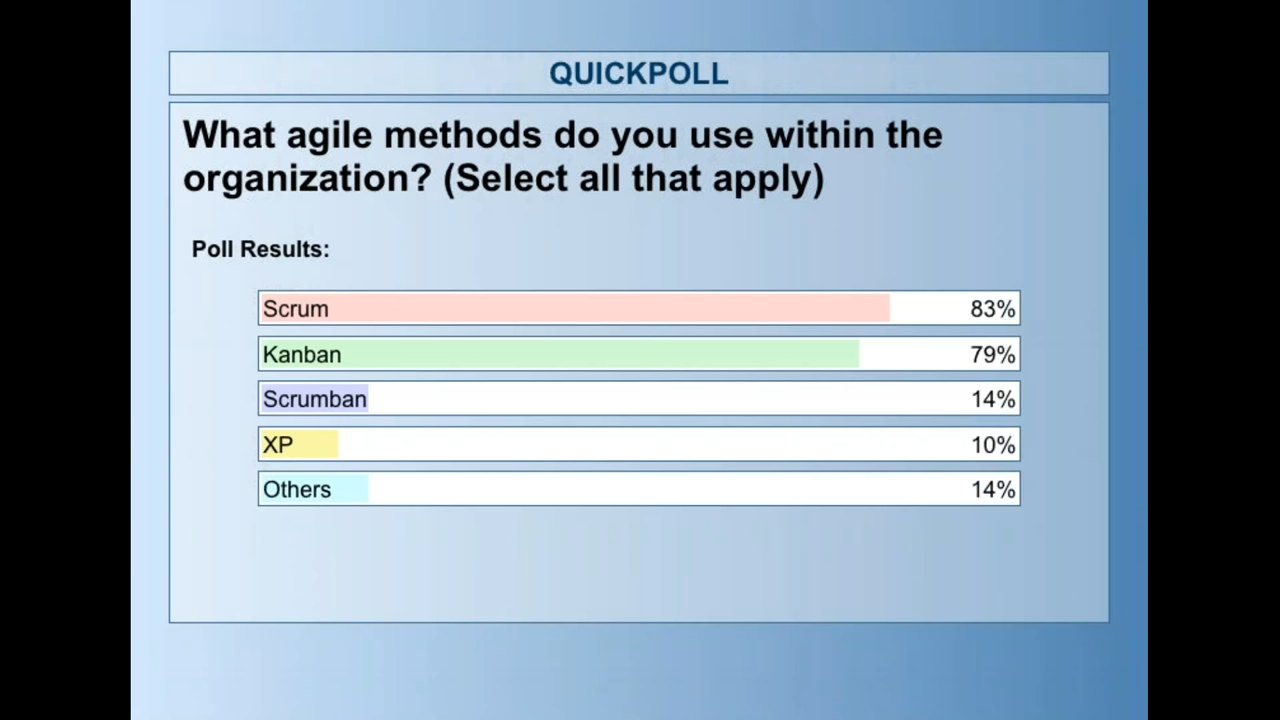 QUICKPOLL
What agile methods do you use within the
organization? (Select all that apply)
Poll Results:
Scrum 83%
Kanban 79%
Scrumban 14%
XP 10%
Others 14%